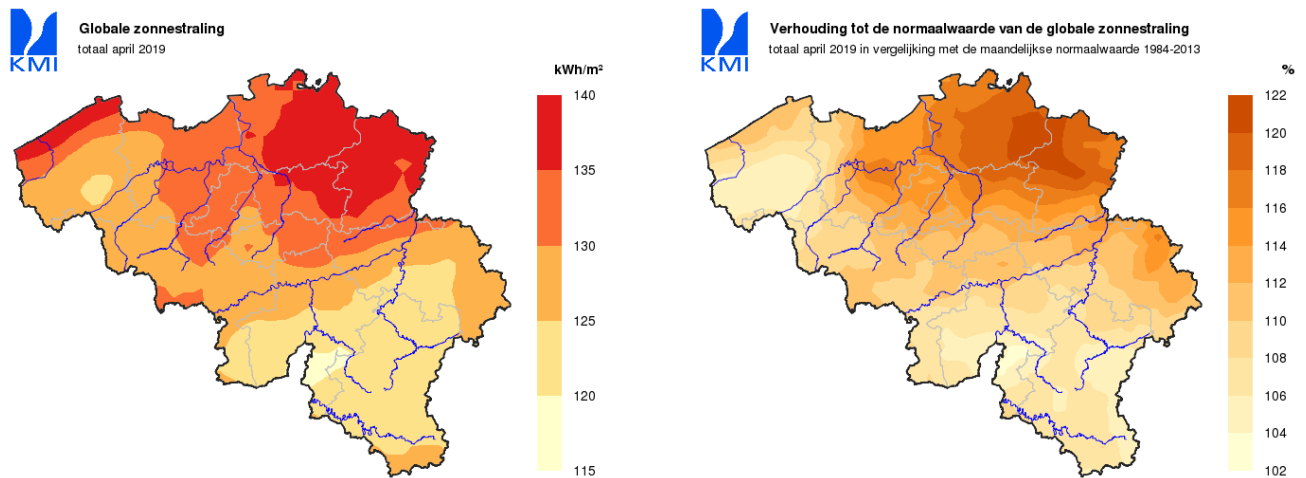 KMI
Globale zonnestraling
totaal april 2019
kWh/m²
140
135
130
125
120
115
KMI
Verhouding tot de normaalwaarde van de globale zonnestraling
totaal april 2019 in vergelijking met de maandelijkse normaalwaarde 1984-2013
%
122
120
118
116
114
112
110
108
106
104
102